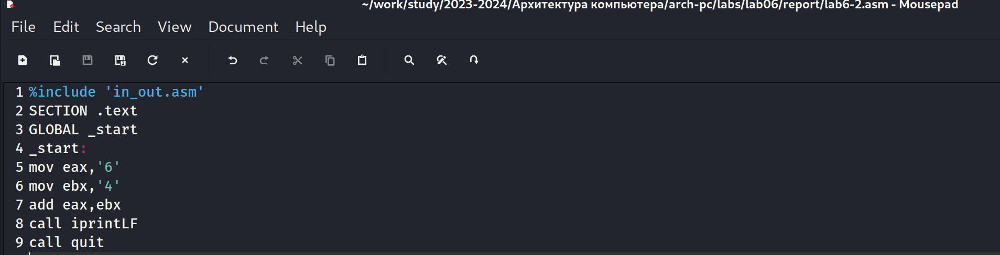 ~/work/study/2023-2024/Архитектура компьютера/arch-pc/labs/lab06/report/lab6-2.asm - Mousepad
File Edit Search View Document Help
1 %include 'in_out.asm'
2 SECTION .text
3 GLOBAL _start
4 _start:
5 mov eax,'6'
6 mov ebx,'4'
7 add eax,ebx
8 call iprintLF
9 call quit